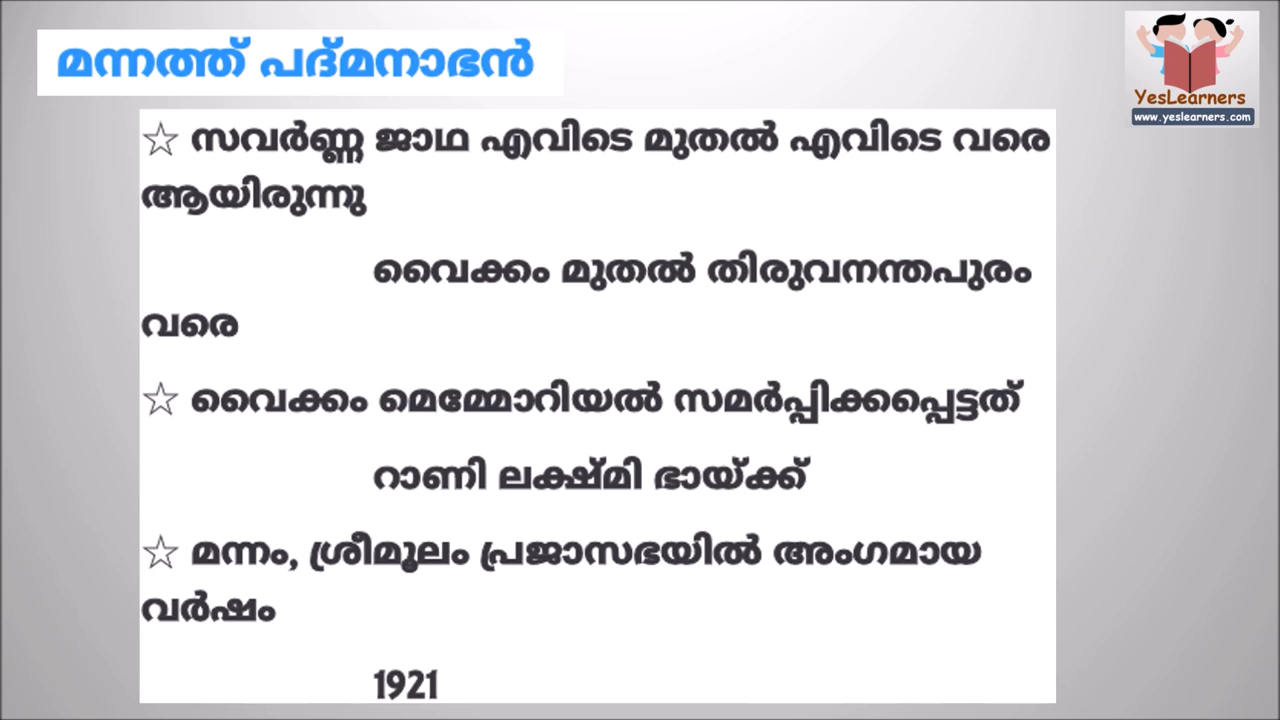 മന്നത്ത് പദ്മനാഭൻ
YesLearners
www.yeslearners.com
☆ സവർണ്ണ ജാഥ എവിടെ മുതൽ എവിടെ വരെ
ആയിരുന്നു
വൈക്കം മുതൽ തിരുവനന്തപുരം
വരെ
☆ വൈക്കം മെമ്മോറിയൽ സമർപ്പിക്കപ്പെട്ടത്
റാണി ലക്ഷ്മി ഭായ്ക്ക്
☆ മന്നം, ശ്രീമൂലം പ്രജാസഭയിൽ അംഗമായ
വർഷം
1921